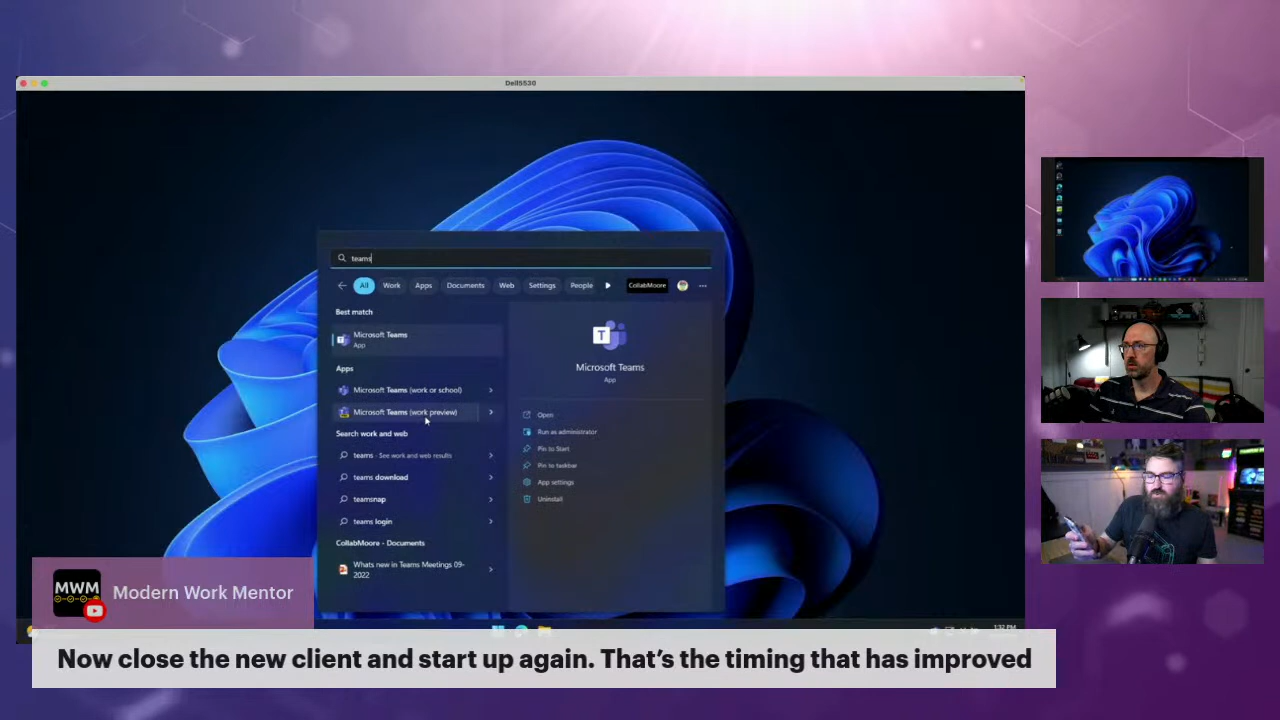 Dell5530
teams
All Work Apps Documents Web Settings People CollabMoore
Best match
Microsoft Teams
App
Apps
Microsoft Teams (work or school)
Microsoft Teams (work preview)
Search work and web
teams - See work and web results
teams download
teamsnap
teams login
CollabMoore - Documents
Whats new in Teams Meetings 09-
2022
T
Microsoft Teams
App
Open
Run as administrator
Pin to Start
Pin to taskbar
App settings
Uninstall
1:32 PM
MWM
Modern Work Mentor
Now close the new client and start up again. That’s the timing that has improved